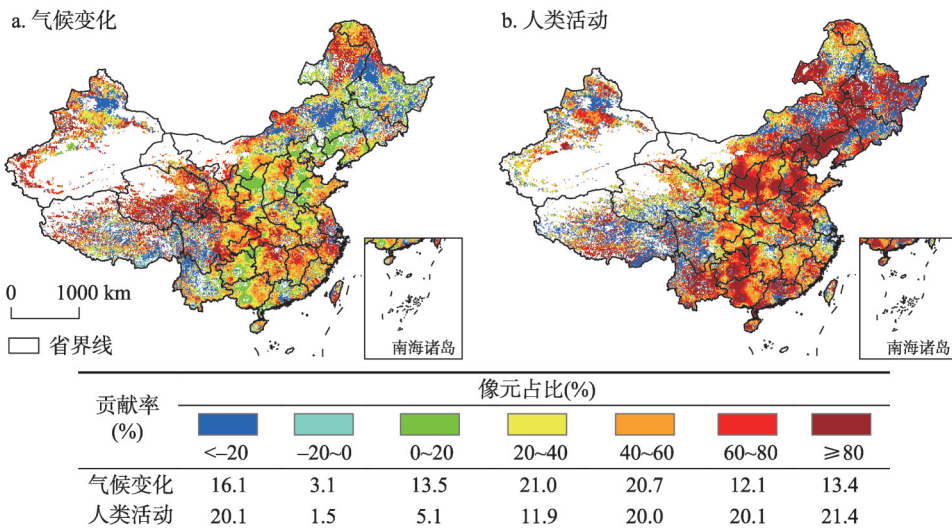 a. 气候变化
b. 人类活动
0 1000 km
省界线
南海诸岛
南海诸岛
贡献率
(%)
像元占比(%)
<–20 –20~0 0~20 20~40 40~60 60~80 ≥80
气候变化 16.1 3.1 13.5 21.0 20.7 12.1 13.4
人类活动 20.1 1.5 5.1 11.9 20.0 20.1 21.4